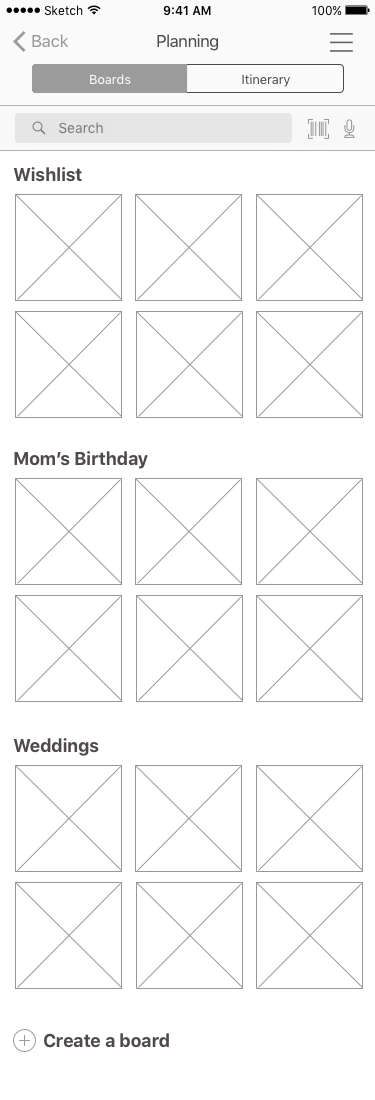 Sketch 9:41 AM 100%
Back Planning
Boards Itinerary
Search
Wishlist
Mom’s Birthday
Weddings
Create a board